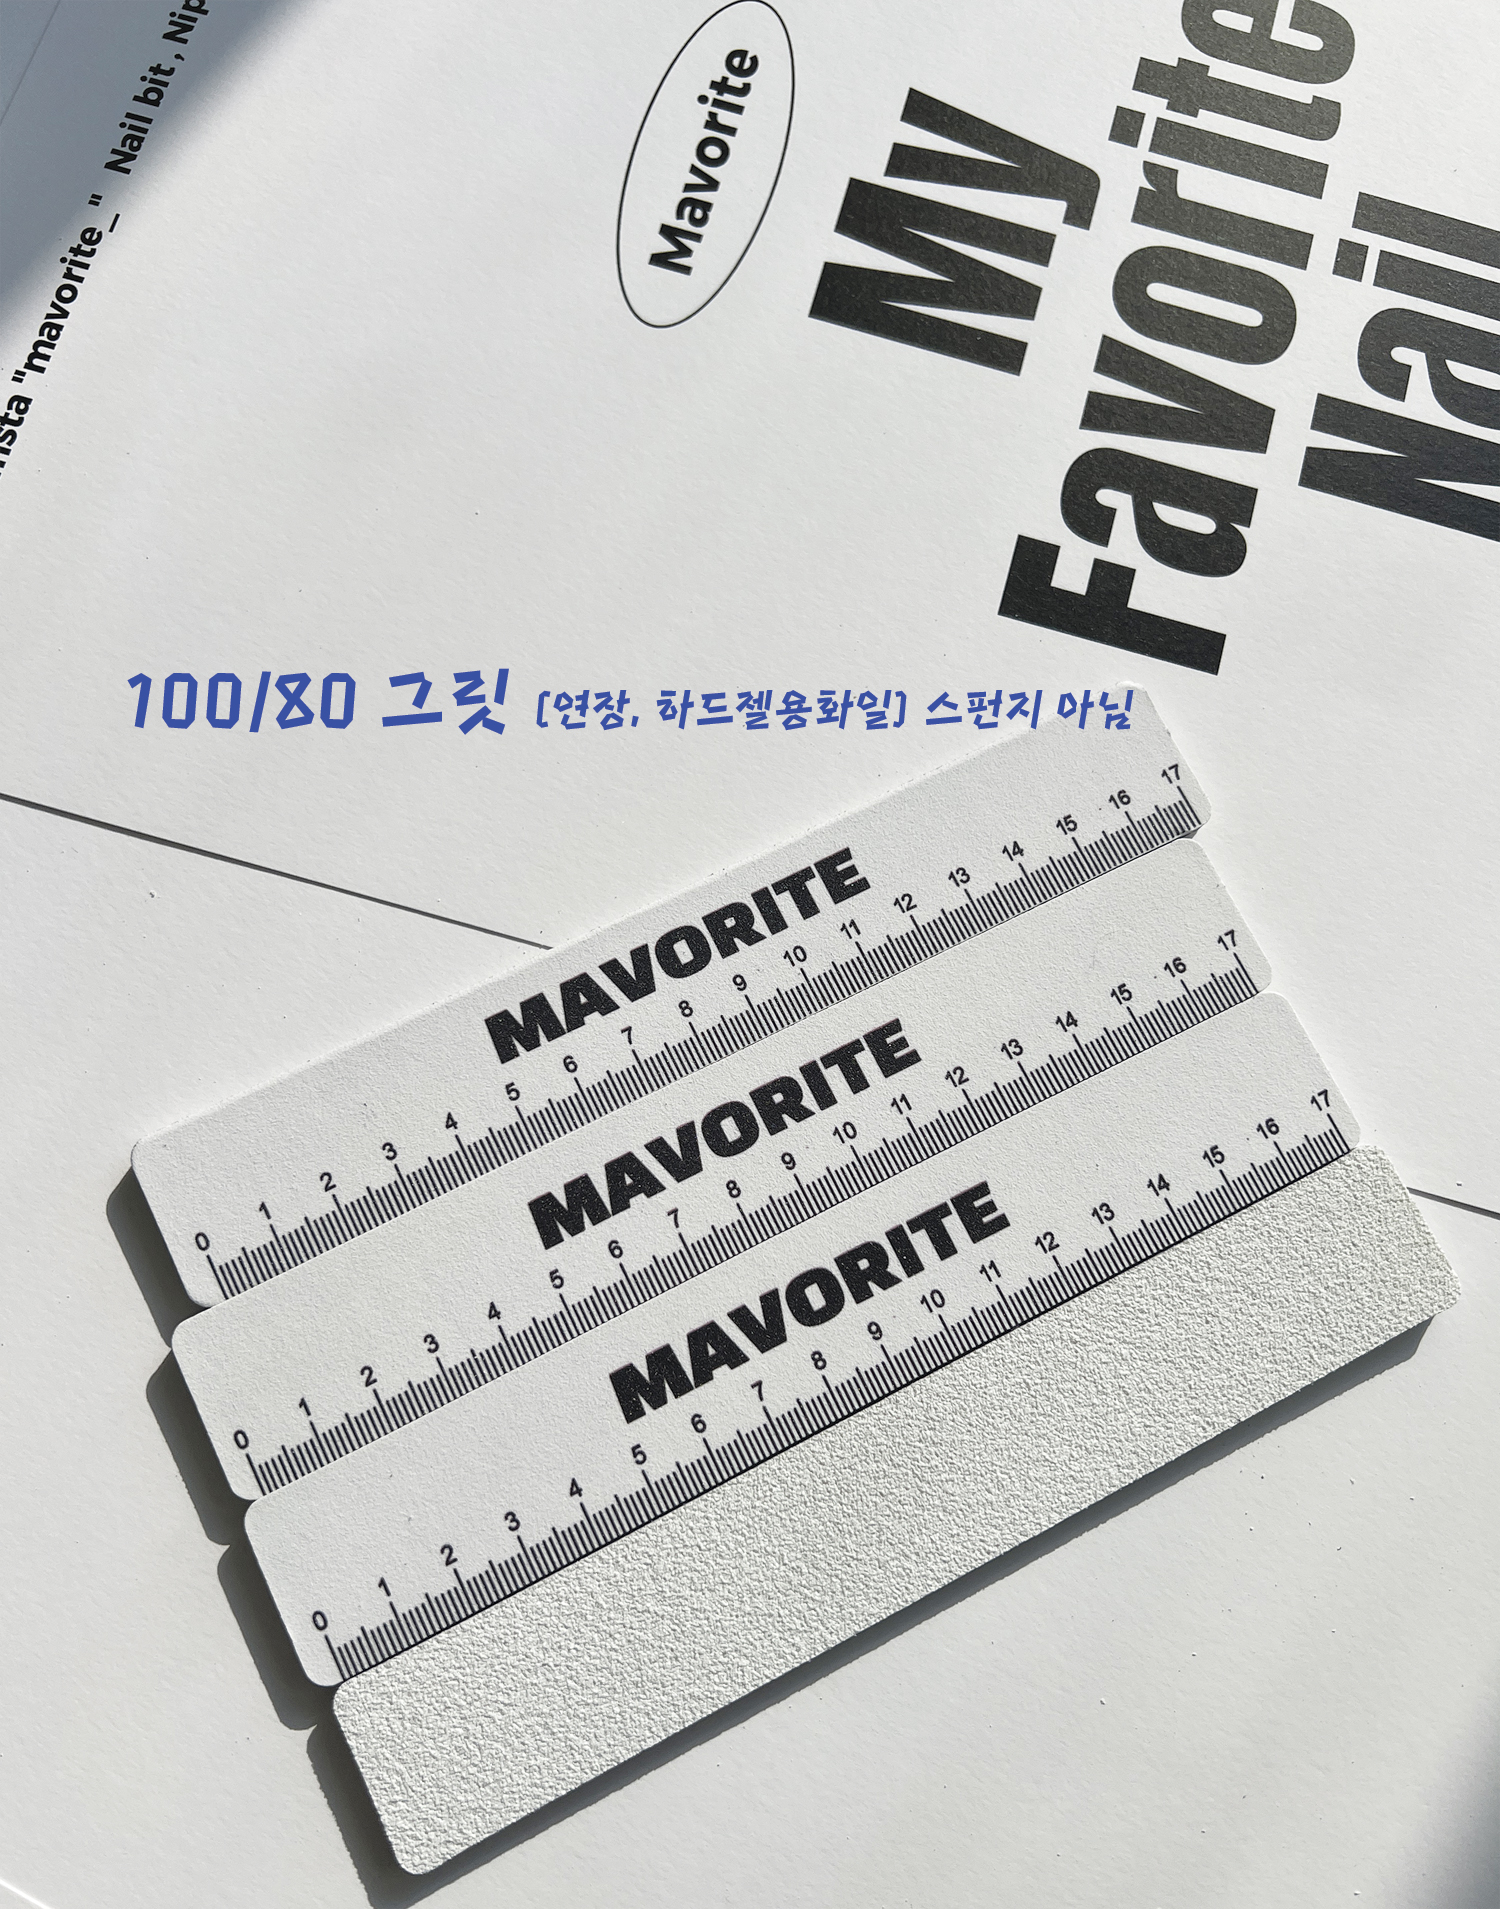 Insta "mavorite_" Nail bit , Nip
Mavorite
My
Favorite
Nail
100/80 그릿 [연장, 하드젤용화일] 스펀지 아님
MAVORITE
0 1 2 3 4 5 6 7 8 9 10 11 12 13 14 15 16 17
MAVORITE
0 1 2 3 4 5 6 7 8 9 10 11 12 13 14 15 16 17
MAVORITE
0 1 2 3 4 5 6 7 8 9 10 11 12 13 14 15 16 17